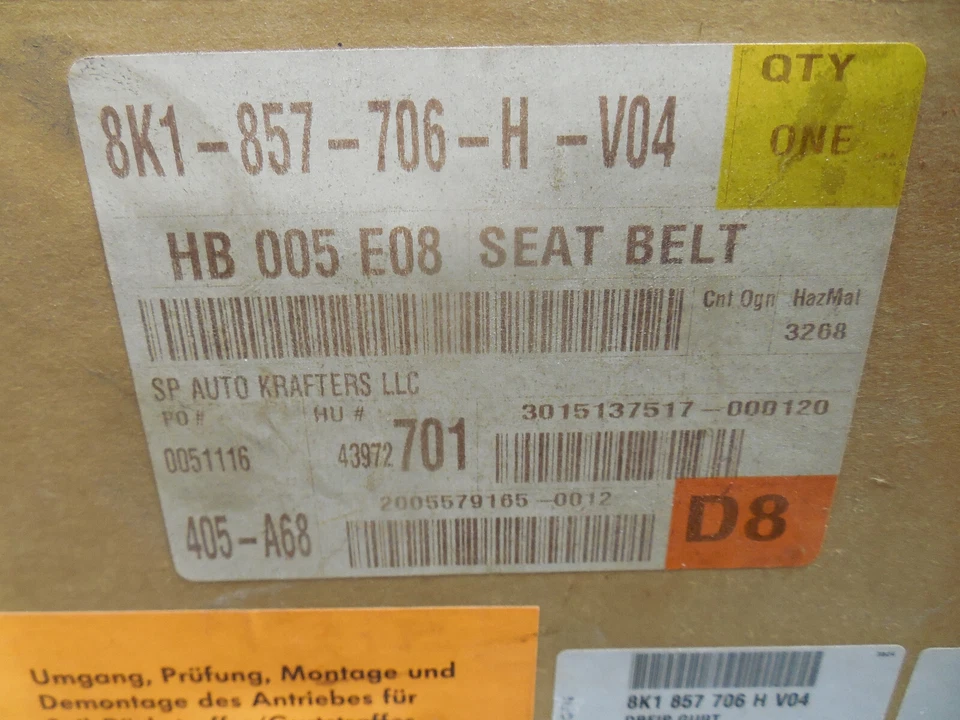 8K1-857-706-H-V04
QTY
ONE
HB 005 E08 SEAT BELT
Cnt Ogn HazMat
3268
SP AUTO KRAFTERS LLC
PO # HU #
3015137517-000120
0051116 43972 701
2005579165-0012
405-A68
D8
Umgang, Prüfung, Montage und
Demontage des Antriebes für
8K1 857 706 H V04